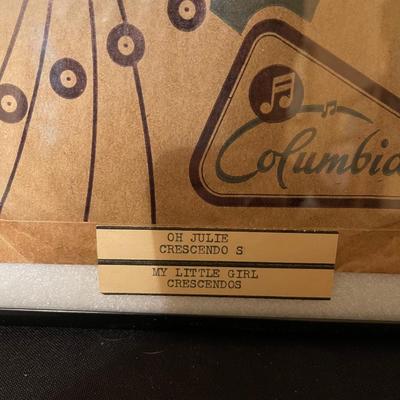 Columbia
OH JULIE
CRESCENDO S
MY LITTLE GIRL
CRESCENDOS